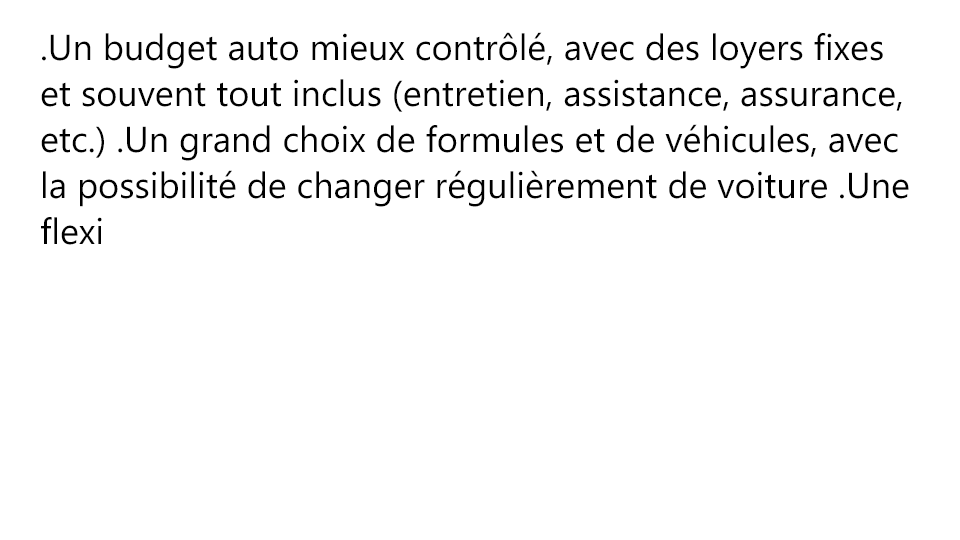 .Un budget auto mieux contrôlé, avec des loyers fixes
et souvent tout inclus (entretien, assistance, assurance,
etc.) .Un grand choix de formules et de véhicules, avec
la possibilité de changer régulièrement de voiture .Une
flexi